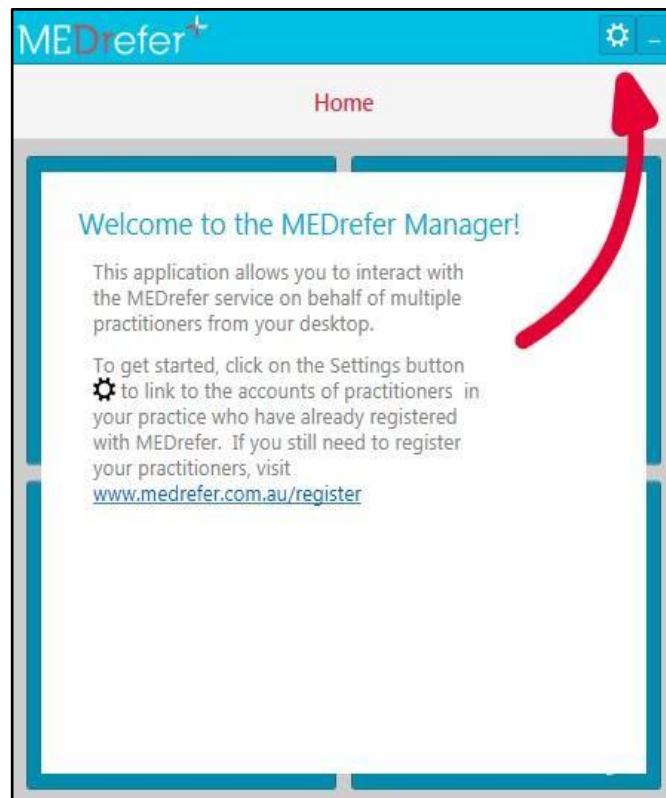 MEDrefer
Home
Welcome to the MEDrefer Manager!
This application allows you to interact with
the MEDrefer service on behalf of multiple
practitioners from your desktop.
To get started, click on the Settings button
to link to the accounts of practitioners in
your practice who have already registered
with MEDrefer. If you still need to register
your practitioners, visit
www.medrefer.com.au/register